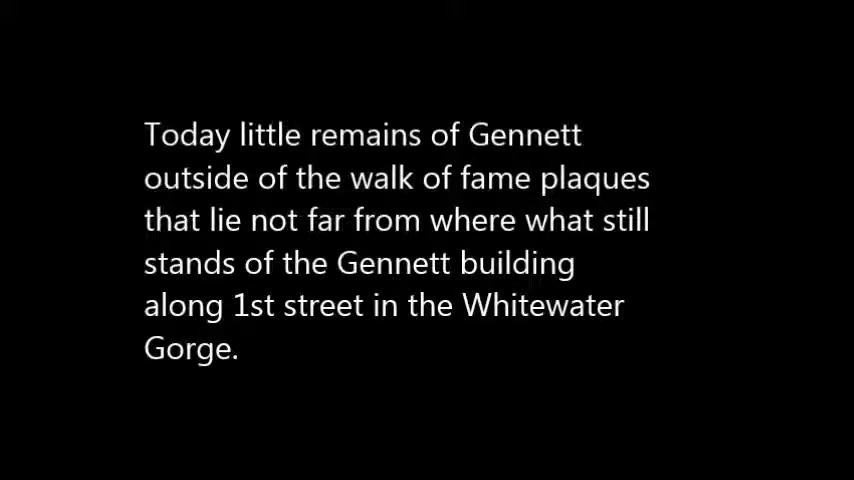 Today little remains of Gennett
outside of the walk of fame plaques
that lie not far from where what still
stands of the Gennett building
along 1st street in the Whitewater
Gorge.